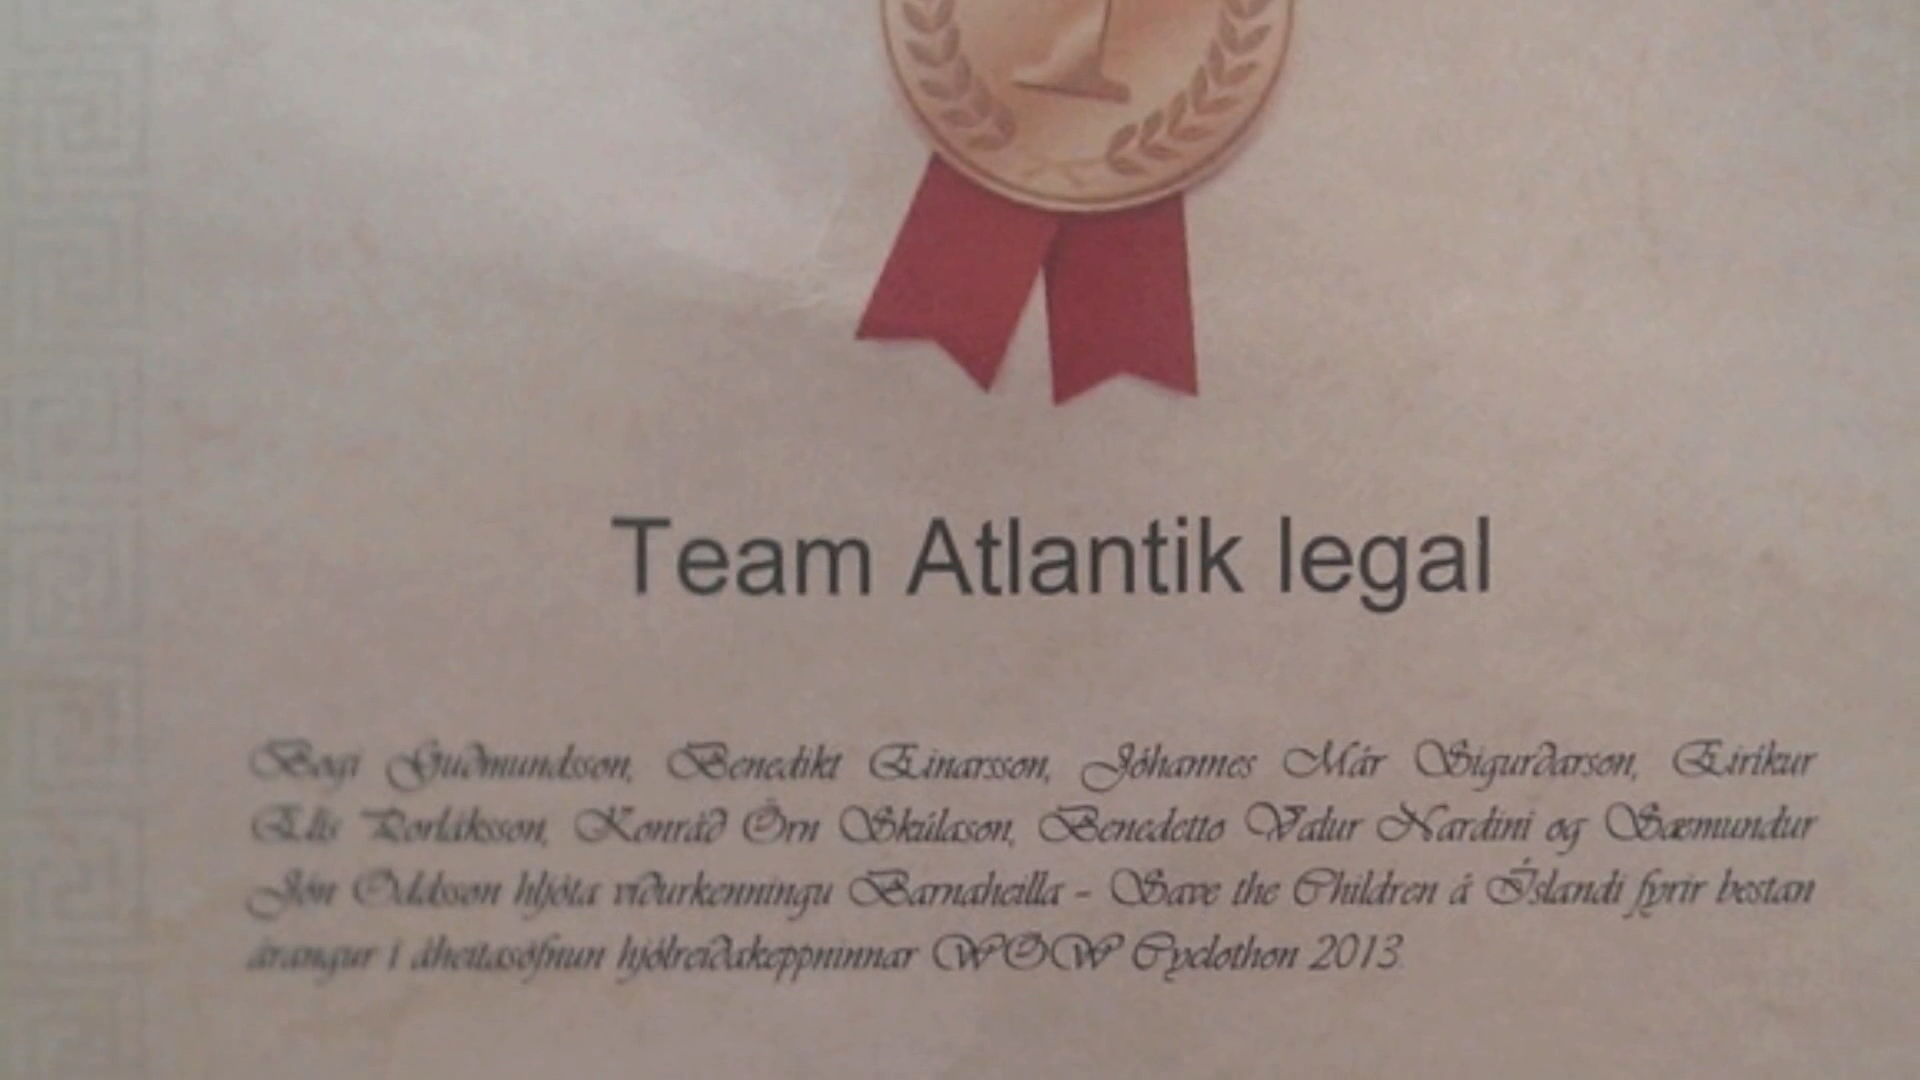 1
Team Atlantik legal
Bogi Guðmundsson, Benedikt Einarsson, Jóhannes Már Sigurðarson, Eiríkur
Elís Þorláksson, Konráð Örn Skúlason, Benedetto Valur Nardini og Sæmundur
Jón Oddsson hljóta viðurkenningu Barnaheilla - Save the Children á Íslandi fyrir bestan
árangur í áheitasöfnun hjólreiðakeppninnar WOW Cyclothon 2013